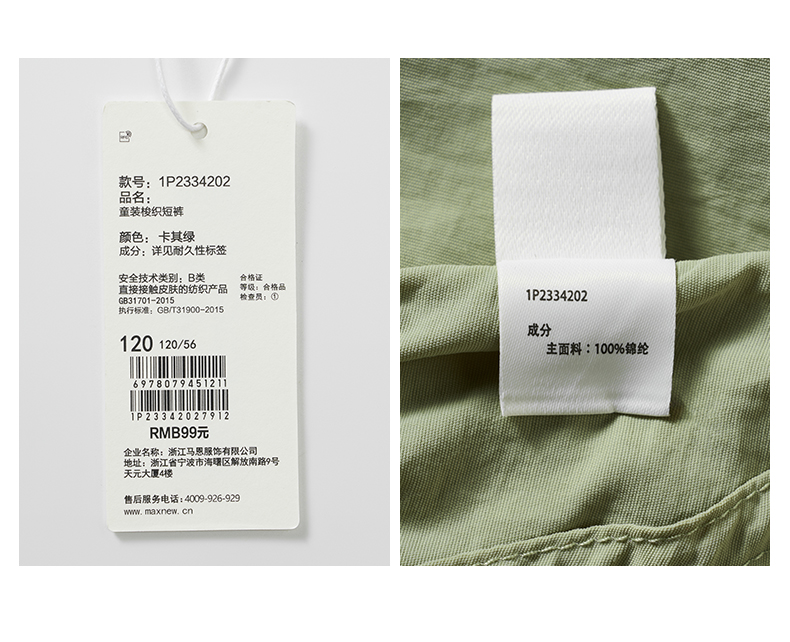 款号：1P2334202
品名：
童装梭织短裤
颜色：卡其绿
成分：详见耐久性标签
安全技术类别：B类
直接接触皮肤的纺织产品
GB31701-2015
执行标准：GB/T31900-2015
合格证
等级：合格品
检查员：①
120 120/56
6978079451211
1P23342027912
RMB99元
企业名称：浙江马恩服饰有限公司
地址：浙江省宁波市海曙区解放南路9号
天元大厦4楼
售后服务电话：4009-926-929
www.maxnew.cn
1P2334202
成分
主面料：100%锦纶